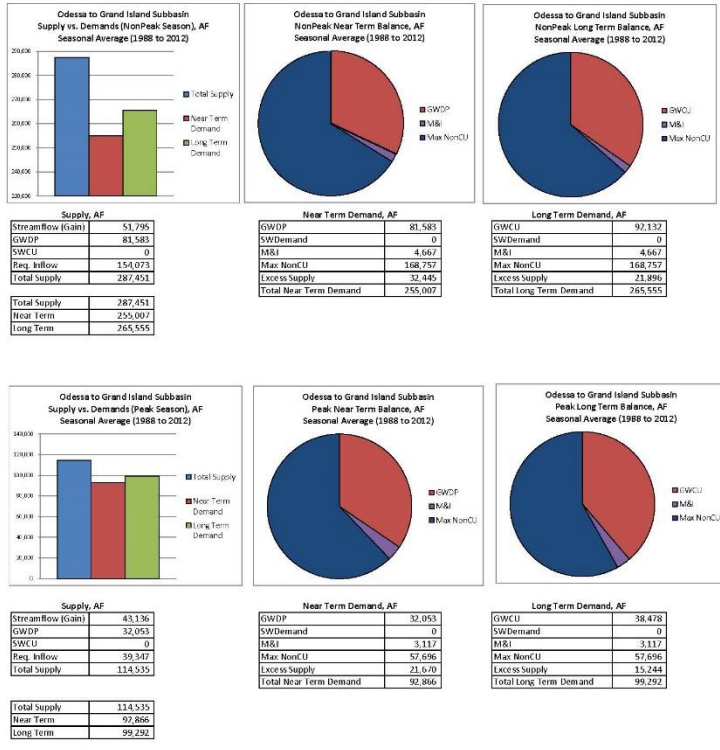 Odessa to Grand Island Subbasin
Supply vs. Demands (NonPeak Season), AF
Seasonal Average (1988 to 2012)
290,000
280,000
270,000
260,000
250,000
240,000
230,000
Total Supply
Near Term
Demand
Long Term
Demand
Odessa to Grand Island Subbasin
NonPeak Near Term Balance, AF
Seasonal Average (1988 to 2012)
GWDP
M&I
Max NonCU
Odessa to Grand Island Subbasin
NonPeak Long Term Balance, AF
Seasonal Average (1988 to 2012)
GWCU
M&I
Max NonCU
Supply, AF
Streamflow (Gain) 51,795
GWDP 81,583
SWCU 0
Req. Inflow 154,073
Total Supply 287,451
Total Supply 287,451
Near Term 255,007
Long Term 265,555
Near Term Demand, AF
GWDP 81,583
SWDemand 0
M&I 4,667
Max NonCU 168,757
Excess Supply 32,445
Total Near Term Demand 255,007
Long Term Demand, AF
GWCU 92,132
SWDemand 0
M&I 4,667
Max NonCU 168,757
Excess Supply 21,896
Total Long Term Demand 265,555
Odessa to Grand Island Subbasin
Supply vs. Demands (Peak Season), AF
Seasonal Average (1988 to 2012)
140,000
120,000
100,000
80,000
60,000
40,000
20,000
0
Total Supply
Near Term
Demand
Long Term
Demand
Odessa to Grand Island Subbasin
Peak Near Term Balance, AF
Seasonal Average (1988 to 2012)
GWDP
M&I
Max NonCU
Odessa to Grand Island Subbasin
Peak Long Term Balance, AF
Seasonal Average (1988 to 2012)
GWCU
M&I
Max NonCU
Supply, AF
Streamflow (Gain) 43,136
GWDP 32,053
SWCU 0
Req. Inflow 39,347
Total Supply 114,535
Total Supply 114,535
Near Term 92,866
Long Term 99,292
Near Term Demand, AF
GWDP 32,053
SWDemand 0
M&I 3,117
Max NonCU 57,696
Excess Supply 21,670
Total Near Term Demand 92,866
Long Term Demand, AF
GWCU 38,478
SWDemand 0
M&I 3,117
Max NonCU 57,696
Excess Supply 15,244
Total Long Term Demand 99,292